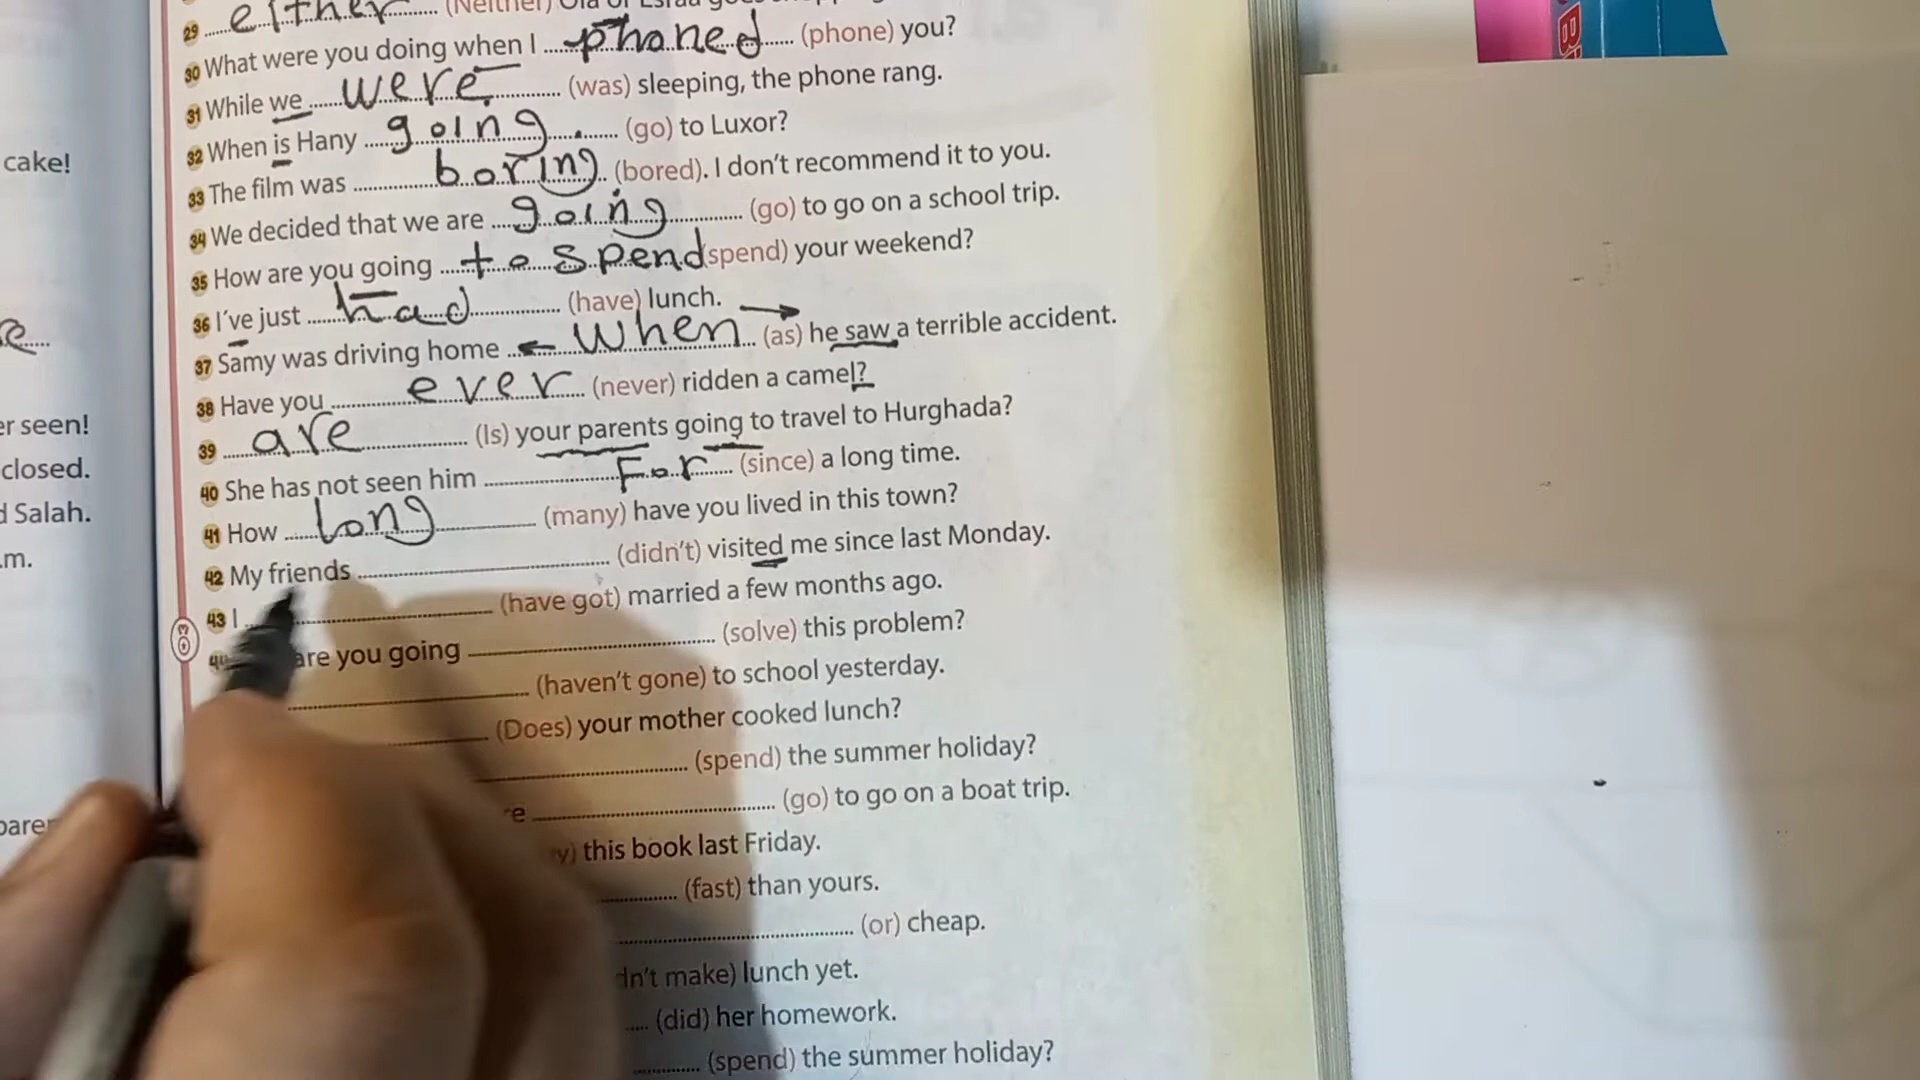 29 ...... either ...... (Neither) Ola or Esraa goes
30 What were you doing when I ...... phoned ...... (phone) you?
31 While we ...... were ...... (was) sleeping, the phone rang.
32 When is Hany ...... going ...... (go) to Luxor?
33 The film was ...... boring ...... (bored). I don't recommend it to you.
34 We decided that we are ...... going ...... (go) to go on a school trip.
35 How are you going ...... to spend (spend) your weekend?
36 I've just ...... had ...... (have) lunch.
37 Samy was driving home ...... ← when → ...... (as) he saw a terrible accident.
38 Have you ...... ever ...... (never) ridden a camel?
39 ...... are ...... (Is) your parents going to travel to Hurghada?
40 She has not seen him ...... For ...... (since) a long time.
41 How ...... long ...... (many) have you lived in this town?
42 My friends ...... (didn't) visited me since last Monday.
43 I ...... (have got) married a few months ago.
are you going ...... (solve) this problem?
...... (haven't gone) to school yesterday.
...... (Does) your mother cooked lunch?
...... (spend) the summer holiday?
...... (go) to go on a boat trip.
this book last Friday.
...... (fast) than yours.
...... (or) cheap.
make) lunch yet.
...... (did) her homework.
...... (spend) the summer holiday?
cake!
seen!
closed.
Salah.